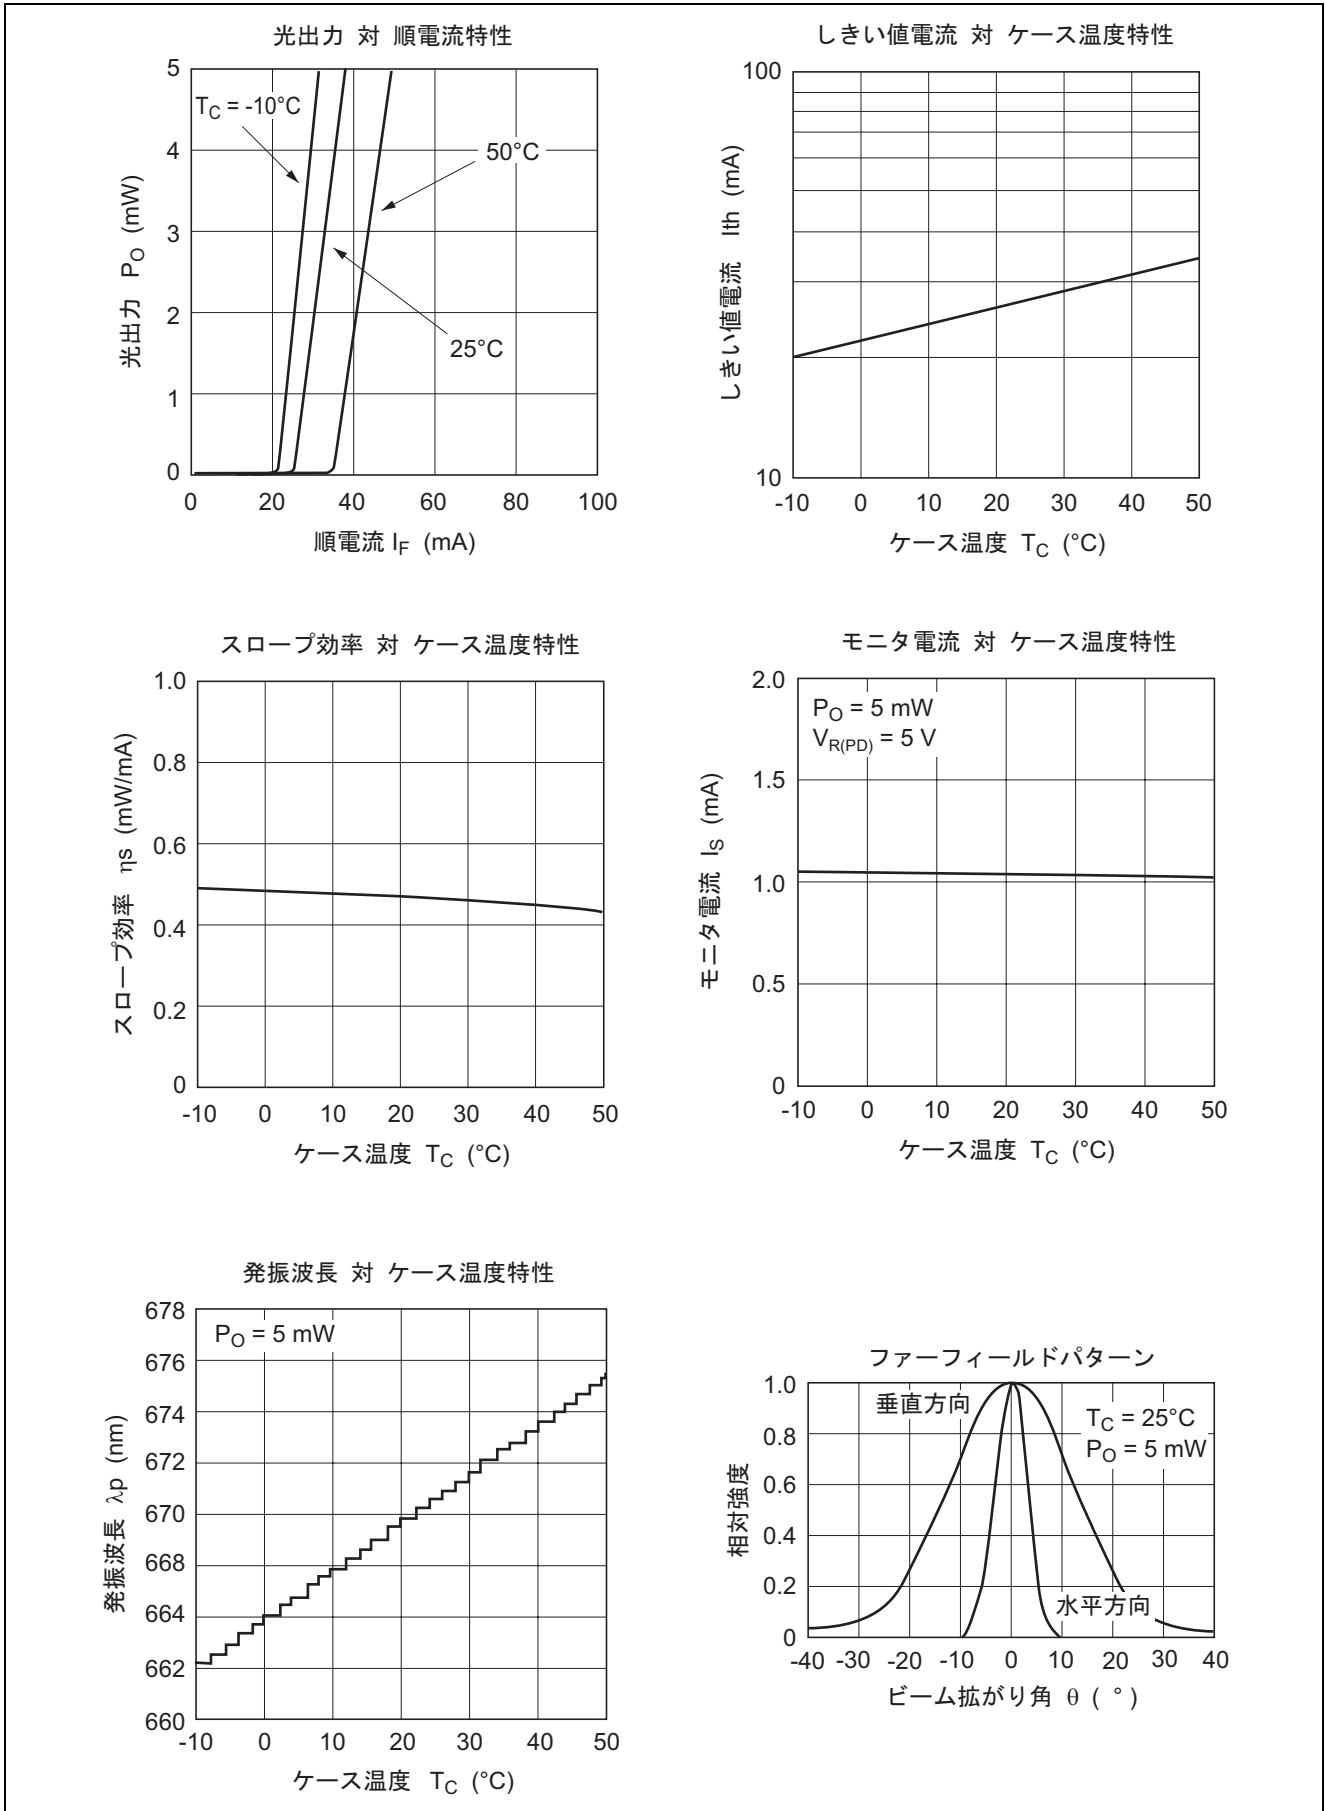 光出力 対 順電流特性
5
4
3
2
1
0
T_C = -10°C
50°C
25°C
光出力 P_O (mW)
0 20 40 60 80 100
順電流 I_F (mA)
しきい値電流 対 ケース温度特性
100
10
しきい値電流 Ith (mA)
-10 0 10 20 30 40 50
ケース温度 T_C (°C)
スロープ効率 対 ケース温度特性
1.0
0.8
0.6
0.4
0.2
0
スロープ効率 ηs (mW/mA)
-10 0 10 20 30 40 50
ケース温度 T_C (°C)
モニタ電流 対 ケース温度特性
2.0
1.5
1.0
0.5
0
P_O = 5 mW
V_R(PD) = 5 V
モニタ電流 I_S (mA)
-10 0 10 20 30 40 50
ケース温度 T_C (°C)
発振波長 対 ケース温度特性
678
676
674
672
670
668
664
662
660
P_O = 5 mW
発振波長 λp (nm)
-10 0 10 20 30 40 50
ケース温度 T_C (°C)
ファーフィールドパターン
1.0
0.8
0.6
0.4
0.2
0
垂直方向
T_C = 25°C
P_O = 5 mW
水平方向
相対強度
-40 -30 -20 -10 0 10 20 30 40
ビーム拡がり角 θ ( ° )